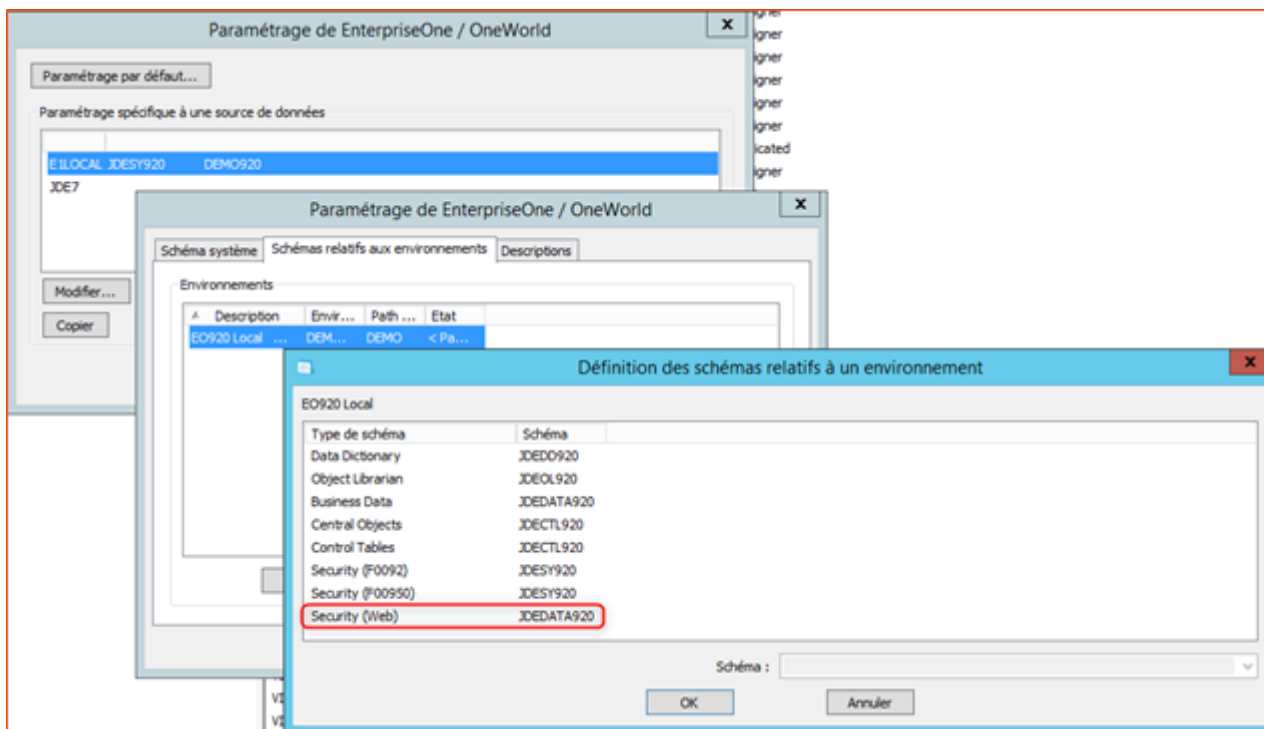 Paramétrage de EnterpriseOne / OneWorld
x
igner
igner
igner
igner
igner
icated
igner
Paramétrage par défaut...
Paramétrage spécifique à une source de données
E1LOCAL JDESY920 DEMO920
JDE7
Modifier...
Copier
Paramétrage de EnterpriseOne / OneWorld
x
Schéma système
Schémas relatifs aux environnements
Descriptions
Environnements
Description Envir... Path ... Etat
EO920 Local ... DEM... DEMO < Pa...
Définition des schémas relatifs à un environnement
x
EO920 Local
Type de schéma Schéma
Data Dictionary JDEDD920
Object Librarian JDEOL920
Business Data JDEDATA920
Central Objects JDECTL920
Control Tables JDECTL920
Security (F0092) JDESY920
Security (F00950) JDESY920
Security (Web) JDEDATA920
Schéma :
OK
Annuler
VI
VI